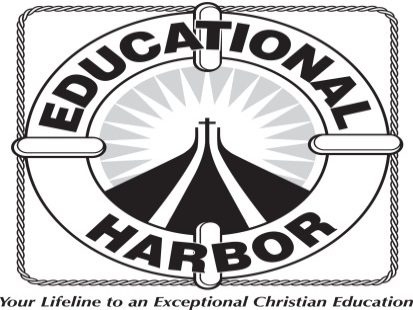 EDUCATIONAL
HARBOR
Your Lifeline to an Exceptional Christian Education